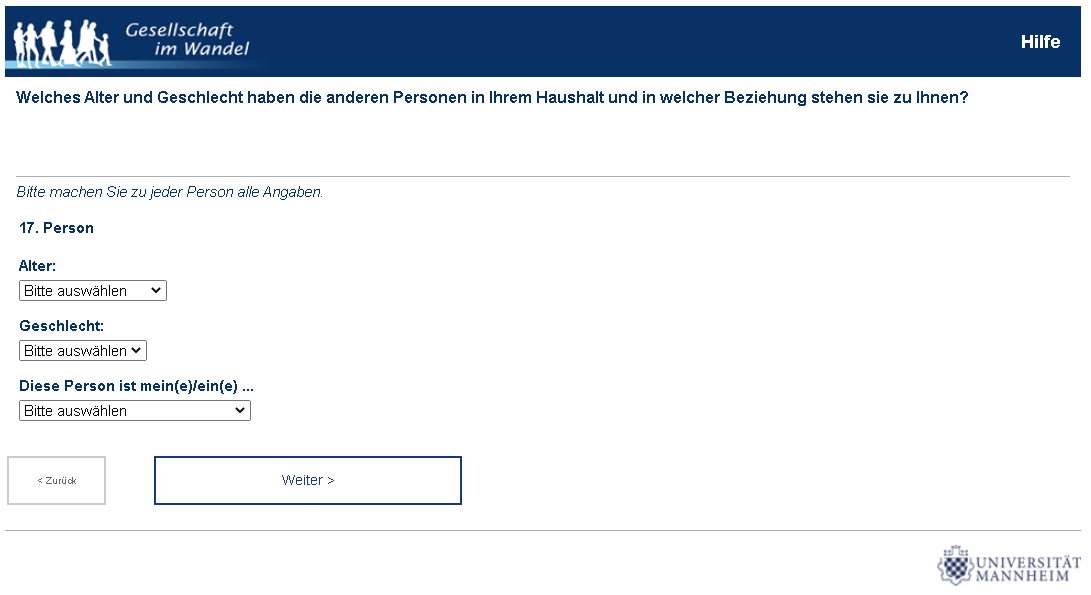 Gesellschaft
im Wandel
Hilfe
Welches Alter und Geschlecht haben die anderen Personen in Ihrem Haushalt und in welcher Beziehung stehen sie zu Ihnen?
Bitte machen Sie zu jeder Person alle Angaben.
17. Person
Alter:
Bitte auswählen
Geschlecht:
Bitte auswählen
Diese Person ist mein(e)/ein(e) ...
Bitte auswählen
< Zurück
Weiter >
UNIVERSITÄT
MANNHEIM